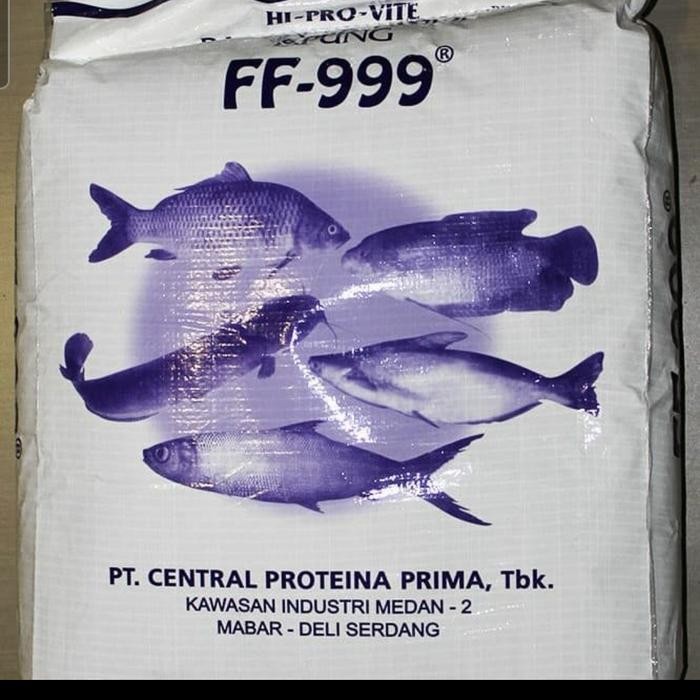 HI-PRO-VITE
FF-999®
PT. CENTRAL PROTEINA PRIMA, Tbk.
KAWASAN INDUSTRI MEDAN - 2
MABAR - DELI SERDANG